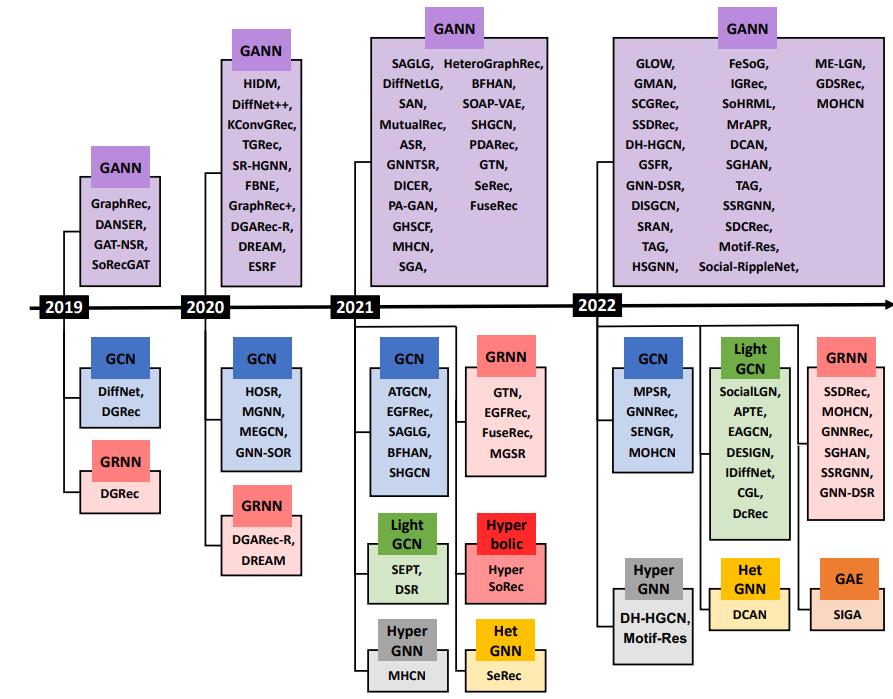 GANN
HIDM,
DiffNet++,
KConvGRec,
TGRec,
SR-HGNN,
FBNE,
GraphRec+,
DGARec-R,
DREAM,
ESRF
GANN
SAGLG,
DiffNetLG,
SAN,
MutualRec,
ASR,
GNNTSR,
DICER,
PA-GAN,
GHSCF,
MHCN,
SGA,
HeteroGraphRec,
BFHAN,
SOAP-VAE,
SHGCN,
PDARec,
GTN,
SeRec,
FuseRec
GANN
GLOW,
GMAN,
SCGRec,
SSDRec,
DH-HGCN,
GSFR,
GNN-DSR,
DISGCN,
SRAN,
TAG,
HSGNN,
FeSoG,
IGRec,
SoHRML,
MrAPR,
DCAN,
SGHAN,
TAG,
SSRGNN,
SDCRec,
Motif-Res,
Social-RippleNet,
ME-LGN,
GDSRec,
MOHCN
GANN
GraphRec,
DANSER,
GAT-NSR,
SoRecGAT
2019
2020
2021
2022
GCN
DiffNet,
DGRec
GRNN
DGRec
GCN
HOSR,
MGNN,
MEGCN,
GNN-SOR
GRNN
DGARec-R,
DREAM
GCN
ATGCN,
EGFRec,
SAGLG,
BFHAN,
SHGCN
GRNN
GTN,
EGFRec,
FuseRec,
MGSR
Light
GCN
SEPT,
DSR
Hyper
bolic
Hyper
SoRec
Hyper
GNN
MHCN
Het
GNN
SeRec
GCN
MPSR,
GNNRec,
SENGR,
MOHCN
Light
GCN
SocialLGN,
APTE,
EAGCN,
DESIGN,
IDiffNet,
CGL,
DcRec
GRNN
SSDRec,
MOHCN,
GNNRec,
SGHAN,
SSRGNN,
GNN-DSR
Hyper
GNN
DH-HGCN,
Motif-Res
Het
GNN
DCAN
GAE
SIGA